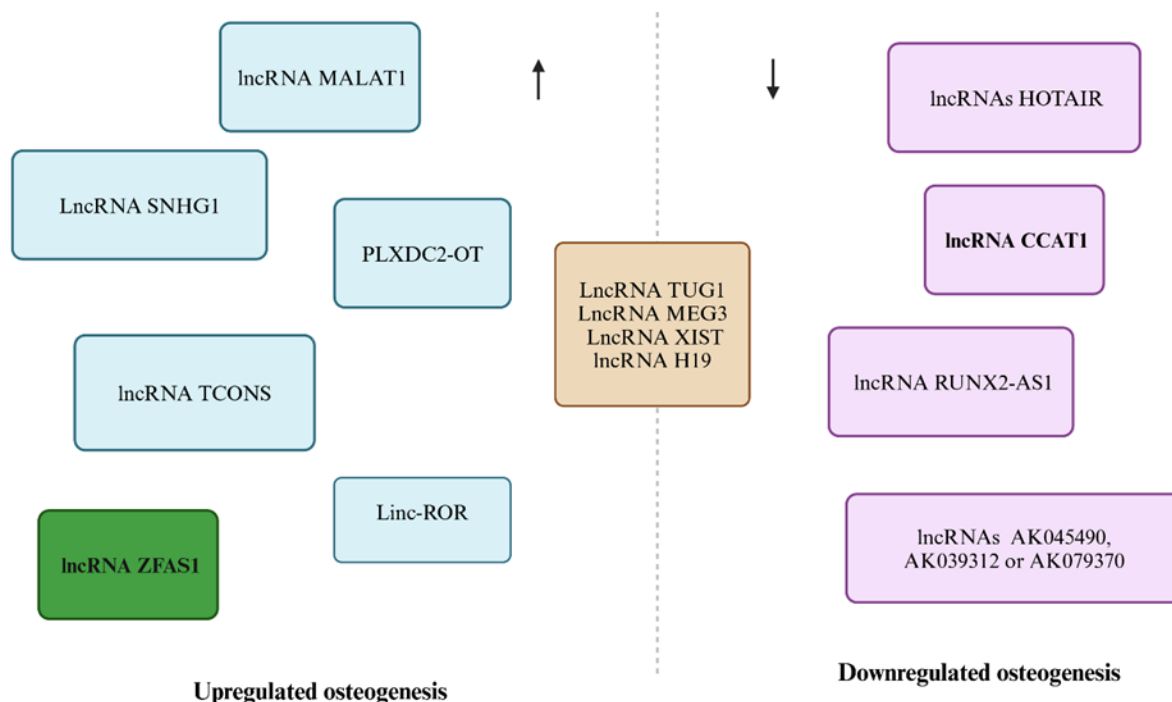 lncRNA MALAT1
LncRNA SNHG1
PLXDC2-OT
lncRNA TCONS
Linc-ROR
lncRNA ZFAS1
Upregulated osteogenesis
LncRNA TUG1
LncRNA MEG3
LncRNA XIST
lncRNA H19
lncRNAs HOTAIR
lncRNA CCAT1
lncRNA RUNX2-AS1
lncRNAs AK045490,
AK039312 or AK079370
Downregulated osteogenesis